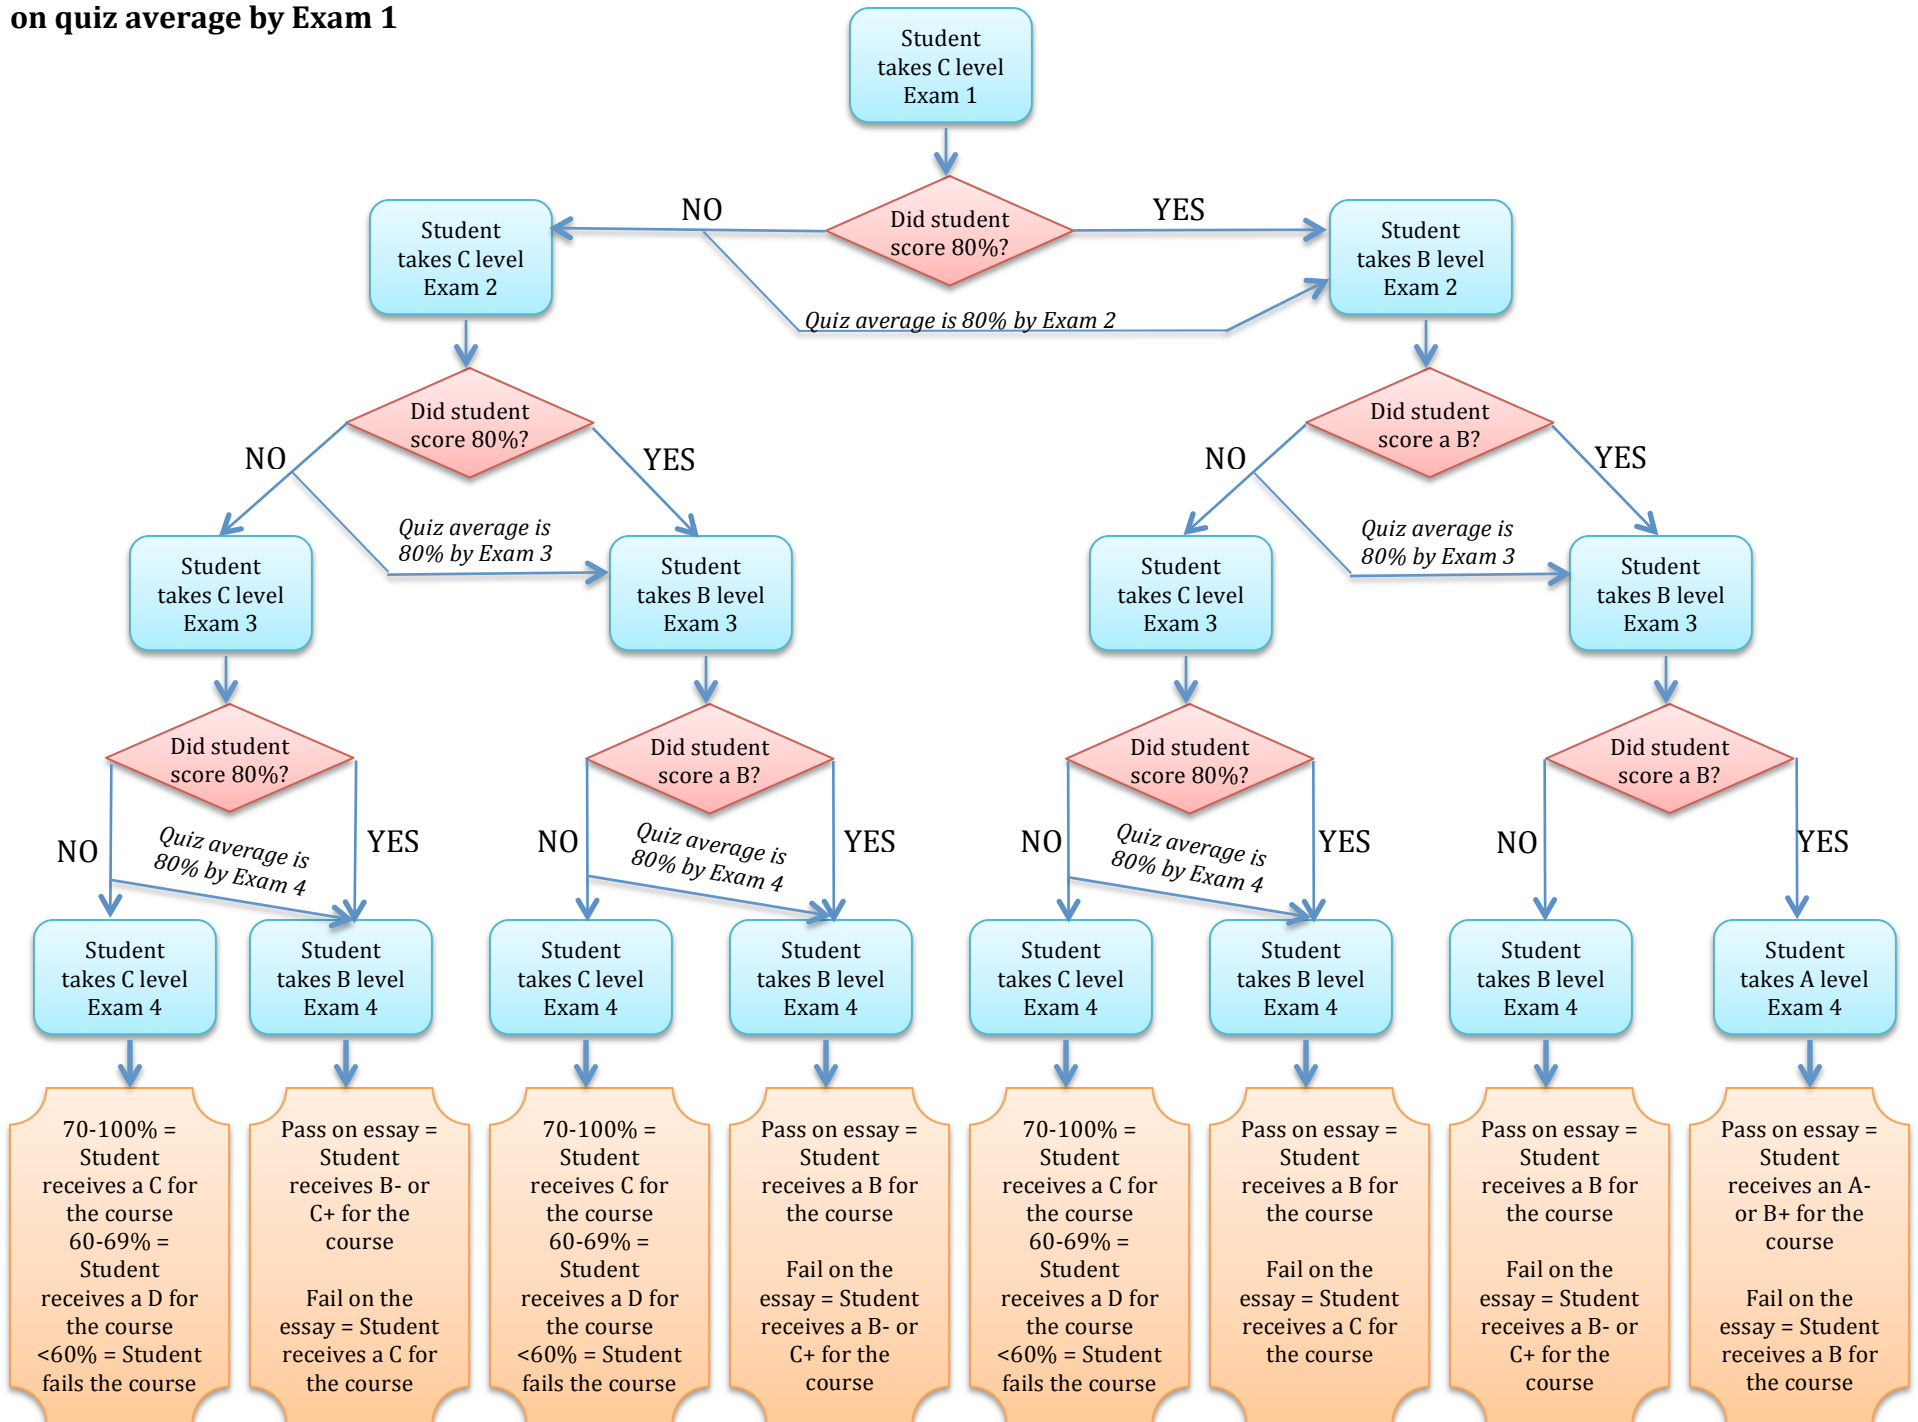 on quiz average by Exam 1
Student
takes C level
Exam 1
Did student
score 80%?
NO
YES
Student
takes C level
Exam 2
Quiz average is 80% by Exam 2
Student
takes B level
Exam 2
Did student
score 80%?
NO
YES
Quiz average is
80% by Exam 3
Did student
score a B?
NO
YES
Quiz average is
80% by Exam 3
Student
takes C level
Exam 3
Student
takes B level
Exam 3
Student
takes C level
Exam 3
Student
takes B level
Exam 3
Did student
score 80%?
NO
Quiz average is
80% by Exam 4
YES
Did student
score a B?
NO
Quiz average is
80% by Exam 4
YES
Did student
score 80%?
NO
Quiz average is
80% by Exam 4
YES
Did student
score a B?
NO
YES
Student
takes C level
Exam 4
Student
takes B level
Exam 4
Student
takes C level
Exam 4
Student
takes B level
Exam 4
Student
takes C level
Exam 4
Student
takes B level
Exam 4
Student
takes B level
Exam 4
Student
takes A level
Exam 4
70-100% =
Student
receives a C for
the course
60-69% =
Student
receives a D for
the course
<60% = Student
fails the course
Pass on essay =
Student
receives B- or
C+ for the
course
Fail on the
essay = Student
receives a C for
the course
70-100% =
Student
receives C for
the course
60-69% =
Student
receives a D for
the course
<60% = Student
fails the course
Pass on essay =
Student
receives a B for
the course
Fail on the
essay = Student
receives a B- or
C+ for the
course
70-100% =
Student
receives a C for
the course
60-69% =
Student
receives a D for
the course
<60% = Student
fails the course
Pass on essay =
Student
receives a B for
the course
Fail on the
essay = Student
receives a C for
the course
Pass on essay =
Student
receives a B for
the course
Fail on the
essay = Student
receives a B- or
C+ for the
course
Pass on essay =
Student
receives an A-
or B+ for the
course
Fail on the
essay = Student
receives a B for
the course